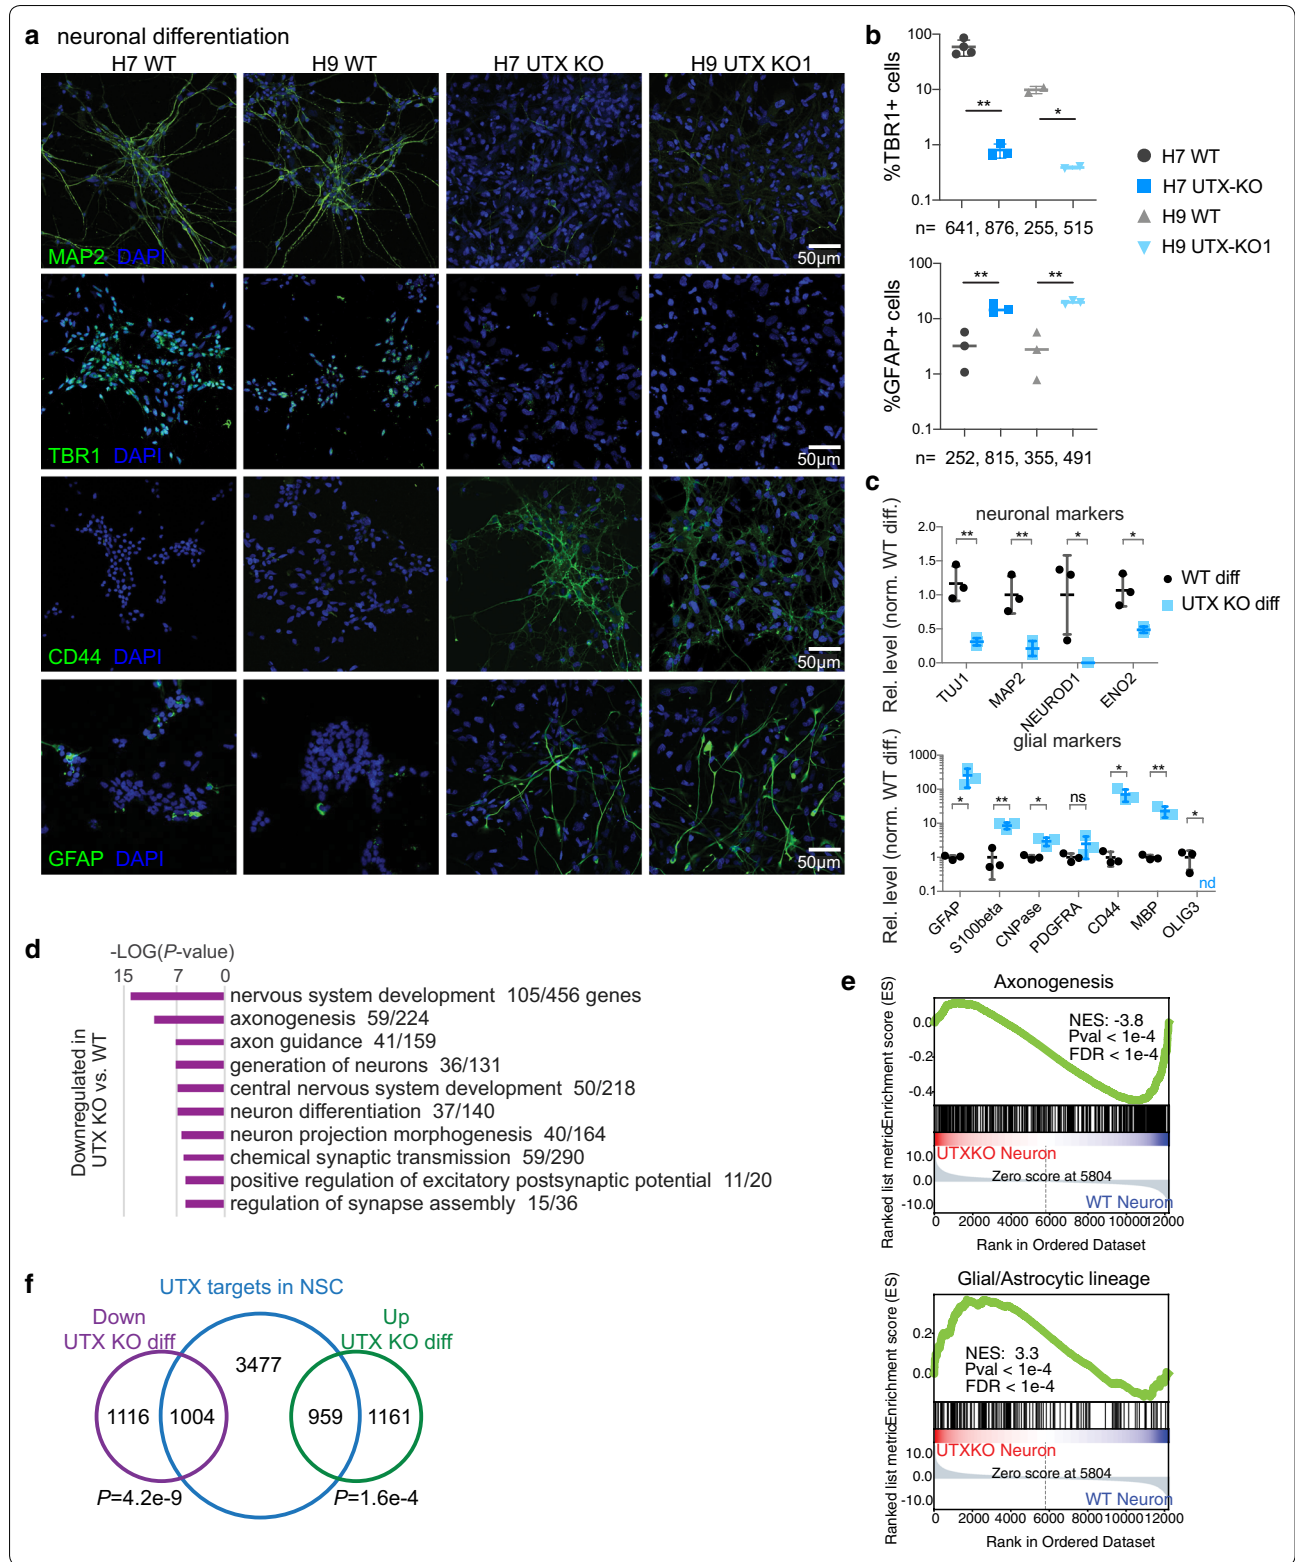 a neuronal differentiation
H7 WT H9 WT H7 UTX KO H9 UTX KO1
MAP2 DAPI
50µm
TBR1 DAPI
50µm
CD44 DAPI
50µm
GFAP DAPI
50µm
b
%TBR1+ cells
100
10
1
0.1
** *
n= 641, 876, 255, 515
H7 WT
H7 UTX-KO
H9 WT
H9 UTX-KO1
%GFAP+ cells
100
10
1
0.1
** **
n= 252, 815, 355, 491
c
neuronal markers
Rel. level (norm. WT diff.)
2.0
1.5
1.0
0.5
0.0
** ** * *
TUJ1 MAP2 NEUROD1 ENO2
WT diff
UTX KO diff
glial markers
Rel. level (norm. WT diff.)
1000
100
10
1
0.1
* ** * ns * ** *
nd
GFAP S100beta CNPase PDGFRA CD44 MBP OLIG3
d
-LOG(P-value)
15 7 0
Downregulated in
UTX KO vs. WT
nervous system development 105/456 genes
axonogenesis 59/224
axon guidance 41/159
generation of neurons 36/131
central nervous system development 50/218
neuron differentiation 37/140
neuron projection morphogenesis 40/164
chemical synaptic transmission 59/290
positive regulation of excitatory postsynaptic potential 11/20
regulation of synapse assembly 15/36
e
Axonogenesis
Enrichment score (ES)
0.0
-0.2
-0.4
NES: -3.8
Pval < 1e-4
FDR < 1e-4
Ranked list metric
10.0
0.0
-10.0
UTXKO Neuron
Zero score at 5804
WT Neuron
0 2000 4000 6000 8000 10000 12000
Rank in Ordered Dataset
Glial/Astrocytic lineage
Enrichment score (ES)
0.2
0.0
NES: 3.3
Pval < 1e-4
FDR < 1e-4
Ranked list metric
10.0
0.0
-10.0
UTXKO Neuron
Zero score at 5804
WT Neuron
0 2000 4000 6000 8000 10000 12000
Rank in Ordered Dataset
f
UTX targets in NSC
Down
UTX KO diff
Up
UTX KO diff
3477
1116 1004 959 1161
P=4.2e-9 P=1.6e-4